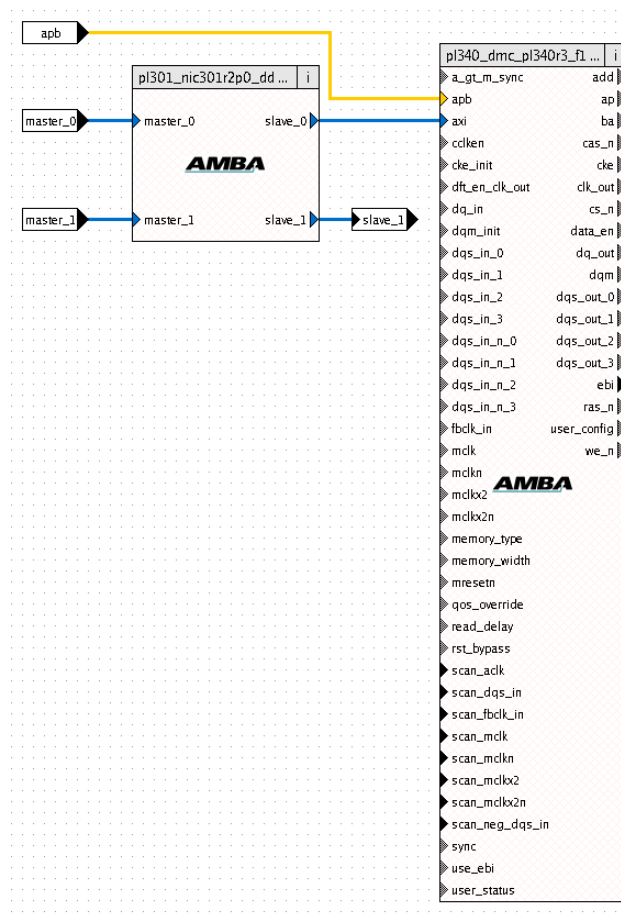 apb
pl340_dmc_pl340r3_f1 ... i
pl301_nic301r2p0_dd ... i
a_gt_m_sync add
apb ap
master_0 master_0 slave_0 axi ba
cclken cas_n
AMBA cke_init cke
dft_en_clk_out clk_out
master_1 master_1 slave_1 slave_1 dq_in cs_n
dqm_init data_en
dqs_in_0 dq_out
dqs_in_1 dqm
dqs_in_2 dqs_out_0
dqs_in_3 dqs_out_1
dqs_in_n_0 dqs_out_2
dqs_in_n_1 dqs_out_3
dqs_in_n_2 ebi
dqs_in_n_3 ras_n
fbclk_in user_config
mclk we_n
mclkn
AMBA
mclkx2
mclkx2n
memory_type
memory_width
mresetn
qos_override
read_delay
rst_bypass
scan_aclk
scan_dqs_in
scan_fbclk_in
scan_mclk
scan_mclkn
scan_mclkx2
scan_mclkx2n
scan_neg_dqs_in
sync
use_ebi
user_status